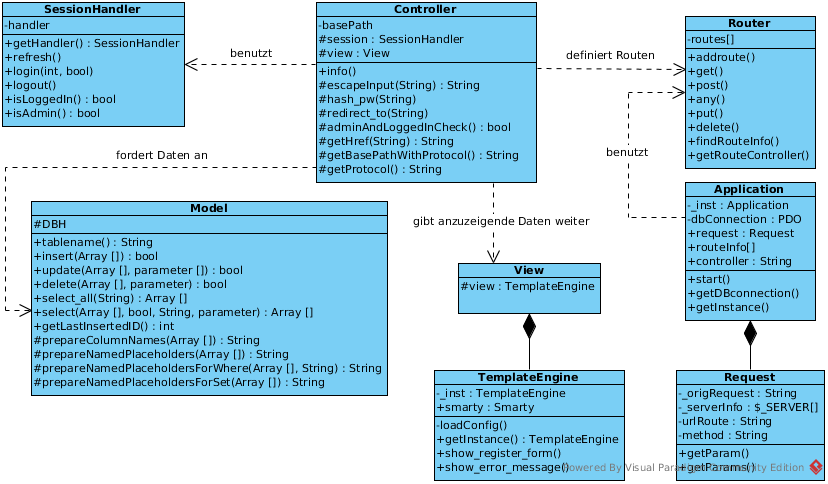 SessionHandler
-handler
+getHandler() : SessionHandler
+refresh()
+login(int, bool)
+logout()
+isLoggedIn() : bool
+isAdmin() : bool
benutzt
Controller
-basePath
#session : SessionHandler
#view : View
+info()
#escapeInput(String) : String
#hash_pw(String)
#redirect_to(String)
#adminAndLoggedInCheck() : bool
#getHref(String) : String
#getBasePathWithProtocol() : String
#getProtocol() : String
definiert Routen
Router
-routes[]
+addroute()
+get()
+post()
+any()
+put()
+delete()
+findRouteInfo()
+getRouteController()
benutzt
fordert Daten an
Model
#DBH
+tablename() : String
+insert(Array []) : bool
+update(Array [], parameter []) : bool
+delete(Array [], parameter) : bool
+select_all(String) : Array []
+select(Array [], bool, String, parameter) : Array []
+getLastInsertedID() : int
#prepareColumnNames(Array []) : String
#prepareNamedPlaceholders(Array []) : String
#prepareNamedPlaceholdersForWhere(Array [], String) : String
#prepareNamedPlaceholdersForSet(Array []) : String
gibt anzuzeigende Daten weiter
View
#view : TemplateEngine
Application
-_inst : Application
-dbConnection : PDO
+request : Request
+routeInfo[]
+controller : String
+start()
+getDBconnection()
+getInstance()
TemplateEngine
-_inst : TemplateEngine
+smarty : Smarty
-loadConfig()
+getInstance() : TemplateEngine
+show_register_form()
+show_error_message()
Request
-_origRequest : String
-_serverInfo : $_SERVER[]
-urlRoute : String
-method : String
+getParam()
+getParams()
Powered By Visual Paradigm Community Edition